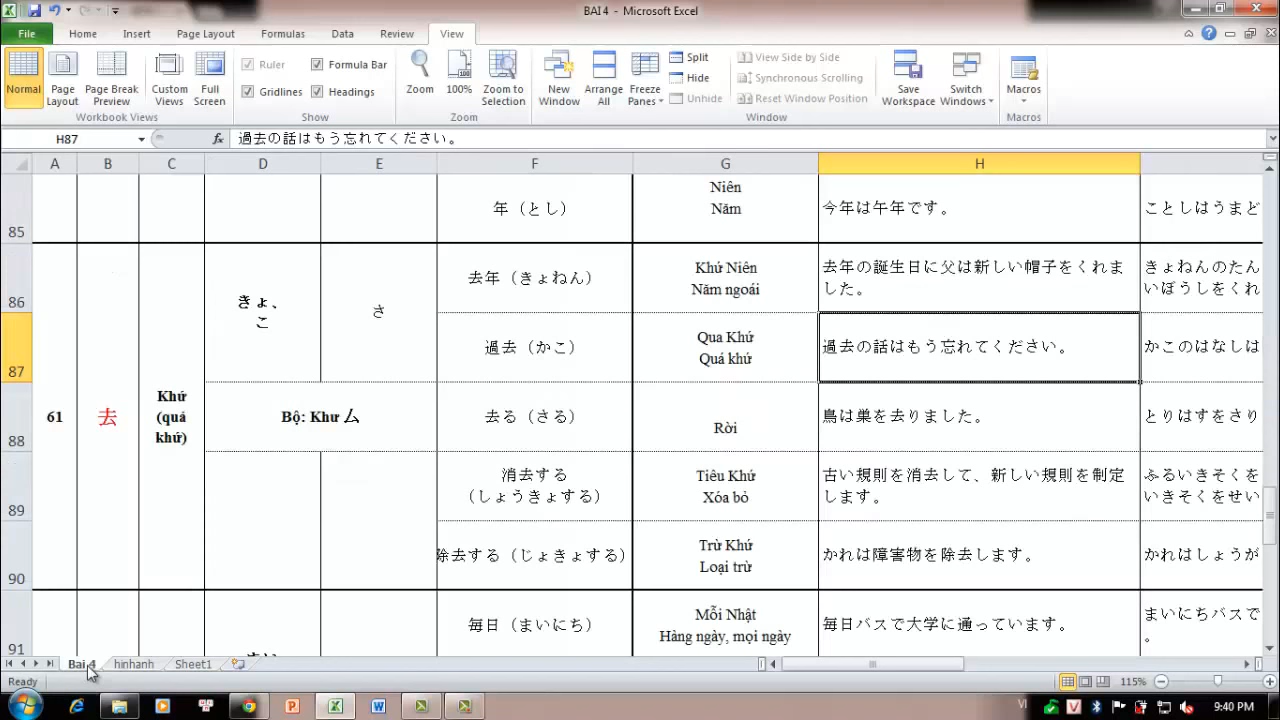 BAI 4 - Microsoft Excel
File Home Insert Page Layout Formulas Data Review View
Normal
Page Layout
Page Break Preview
Custom Views
Full Screen
Workbook Views
Ruler
Formula Bar
Gridlines
Headings
Show
Zoom
100%
Zoom to Selection
Zoom
New Window
Arrange All
Freeze Panes
Split
Hide
Unhide
View Side by Side
Synchronous Scrolling
Reset Window Position
Window
Save Workspace
Switch Windows
Macros
Macros
H87 fx 過去の話はもう忘れてください。
A B C D E F G H
85
年（とし）
Niên
Năm
今年は午年です。
ことしはうまど
86
去年（きょねん）
Khứ Niên
Năm ngoái
去年の誕生日に父は新しい帽子をくれま
した。
きょねんのたん
いぼうしをくれ
きょ、
こ
さ
87
過去（かこ）
Qua Khứ
Quá khứ
過去の話はもう忘れてください。
かこのはなしは
61
去
Khứ
(quá
khứ)
88
Bộ: Khư ム
去る（さる）
Rời
鳥は巣を去りました。
とりはすをさり
89
消去する
（しょうきょする）
Tiêu Khứ
Xóa bỏ
古い規則を消去して、新しい規則を制定
します。
ふるいきそくを
いきそくをせい
90
除去する（じょきょする）
Trừ Khứ
Loại trừ
かれは障害物を除去します。
かれはしょうが
91
毎日（まいにち）
Mỗi Nhật
Hàng ngày, mọi ngày
毎日バスで大学に通っています。
まいにちバスで
。
Bai 4 hinhanh Sheet1
Ready
115%
VI
9:40 PM